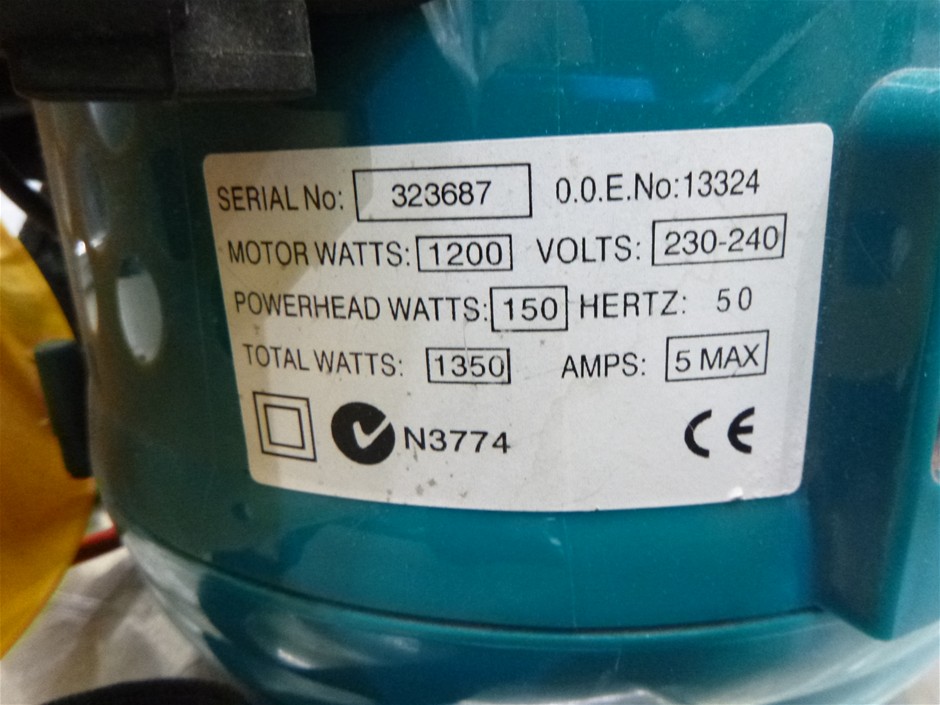 SERIAL No: 323687 O.O.E.No:13324
MOTOR WATTS: 1200 VOLTS: 230-240
POWERHEAD WATTS: 150 HERTZ: 50
TOTAL WATTS: 1350 AMPS: 5 MAX
N3774 CE